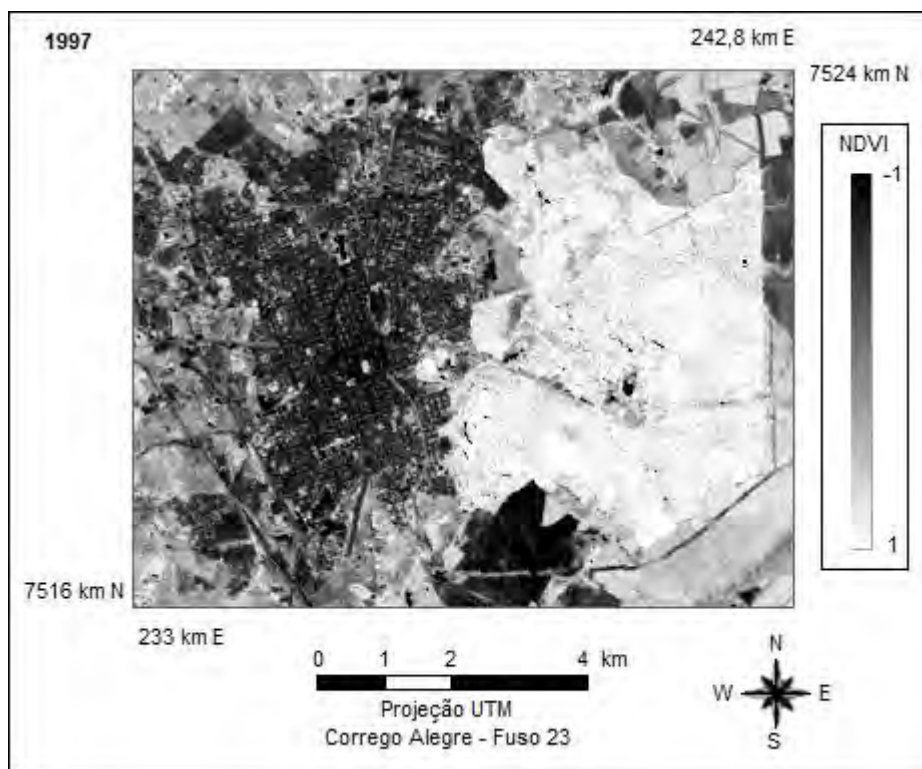 1997
242,8 km E
7524 km N
NDVI
-1
1
7516 km N
233 km E
0 1 2 4 km
Projeção UTM
Corrego Alegre - Fuso 23
N
W E
S